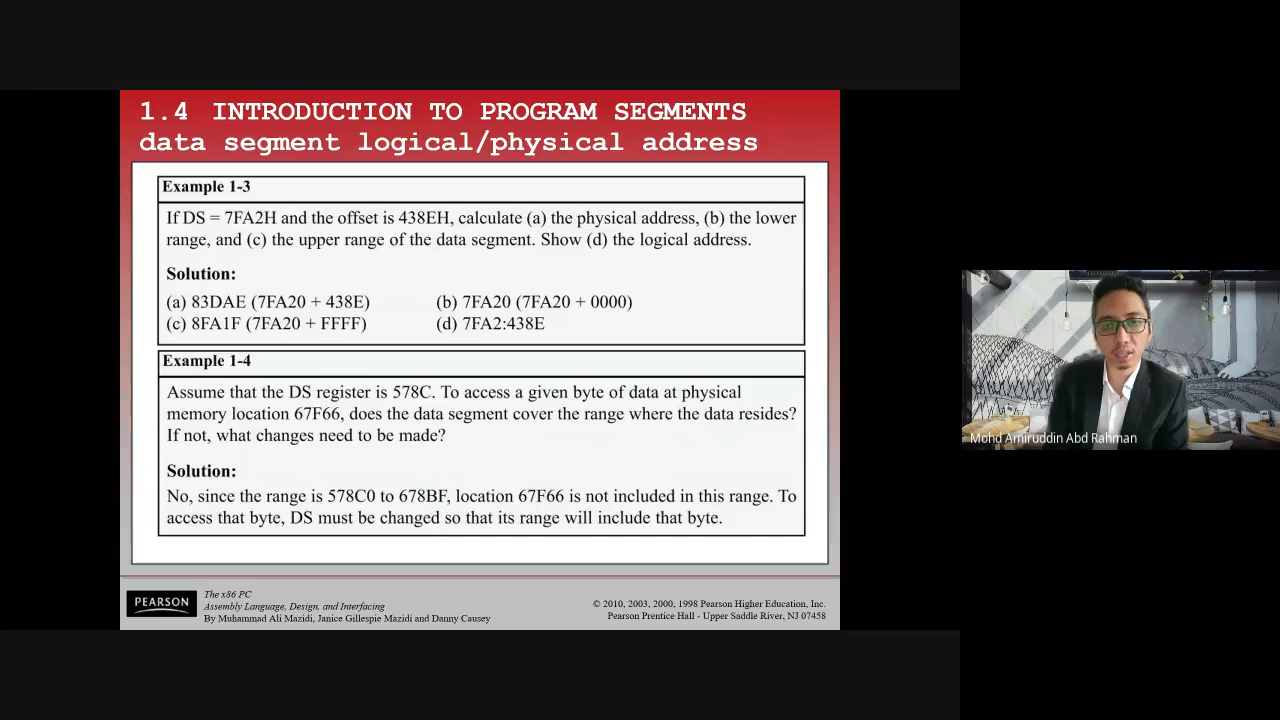 1.4 INTRODUCTION TO PROGRAM SEGMENTS
data segment logical/physical address
Example 1-3
If DS = 7FA2H and the offset is 438EH, calculate (a) the physical address, (b) the lower
range, and (c) the upper range of the data segment. Show (d) the logical address.
Solution:
(a) 83DAE (7FA20 + 438E) (b) 7FA20 (7FA20 + 0000)
(c) 8FA1F (7FA20 + FFFF) (d) 7FA2:438E
Example 1-4
Assume that the DS register is 578C. To access a given byte of data at physical
memory location 67F66, does the data segment cover the range where the data resides?
If not, what changes need to be made?
Solution:
No, since the range is 578C0 to 678BF, location 67F66 is not included in this range. To
access that byte, DS must be changed so that its range will include that byte.
PEARSON
The x86 PC
Assembly Language, Design, and Interfacing
By Muhammad Ali Mazidi, Janice Gillespie Mazidi and Danny Causey
© 2010, 2003, 2000, 1998 Pearson Higher Education, Inc.
Pearson Prentice Hall - Upper Saddle River, NJ 07458
Mohd Amiruddin Abd Rahman